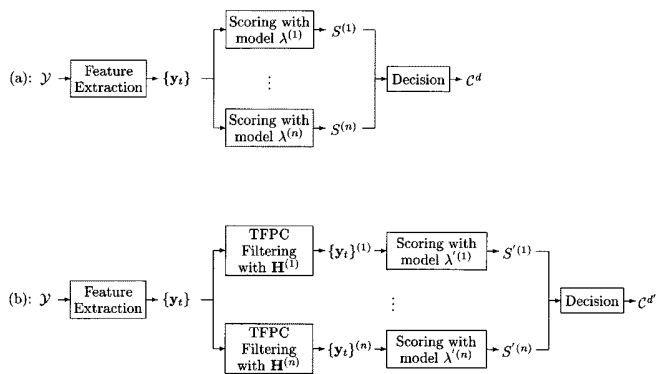 Scoring with
model λ^(1)
S^(1)
(a): 𝒴
Feature
Extraction
{y_t}
⋮
Decision
𝒞^d
Scoring with
model λ^(n)
S^(n)
TFPC
Filtering
with H^(1)
{y_t}^(1)
Scoring with
model λ'^(1)
S'^(1)
(b): 𝒴
Feature
Extraction
{y_t}
⋮
Decision
𝒞^d'
TFPC
Filtering
with H^(n)
{y_t}^(n)
Scoring with
model λ'^(n)
S'^(n)